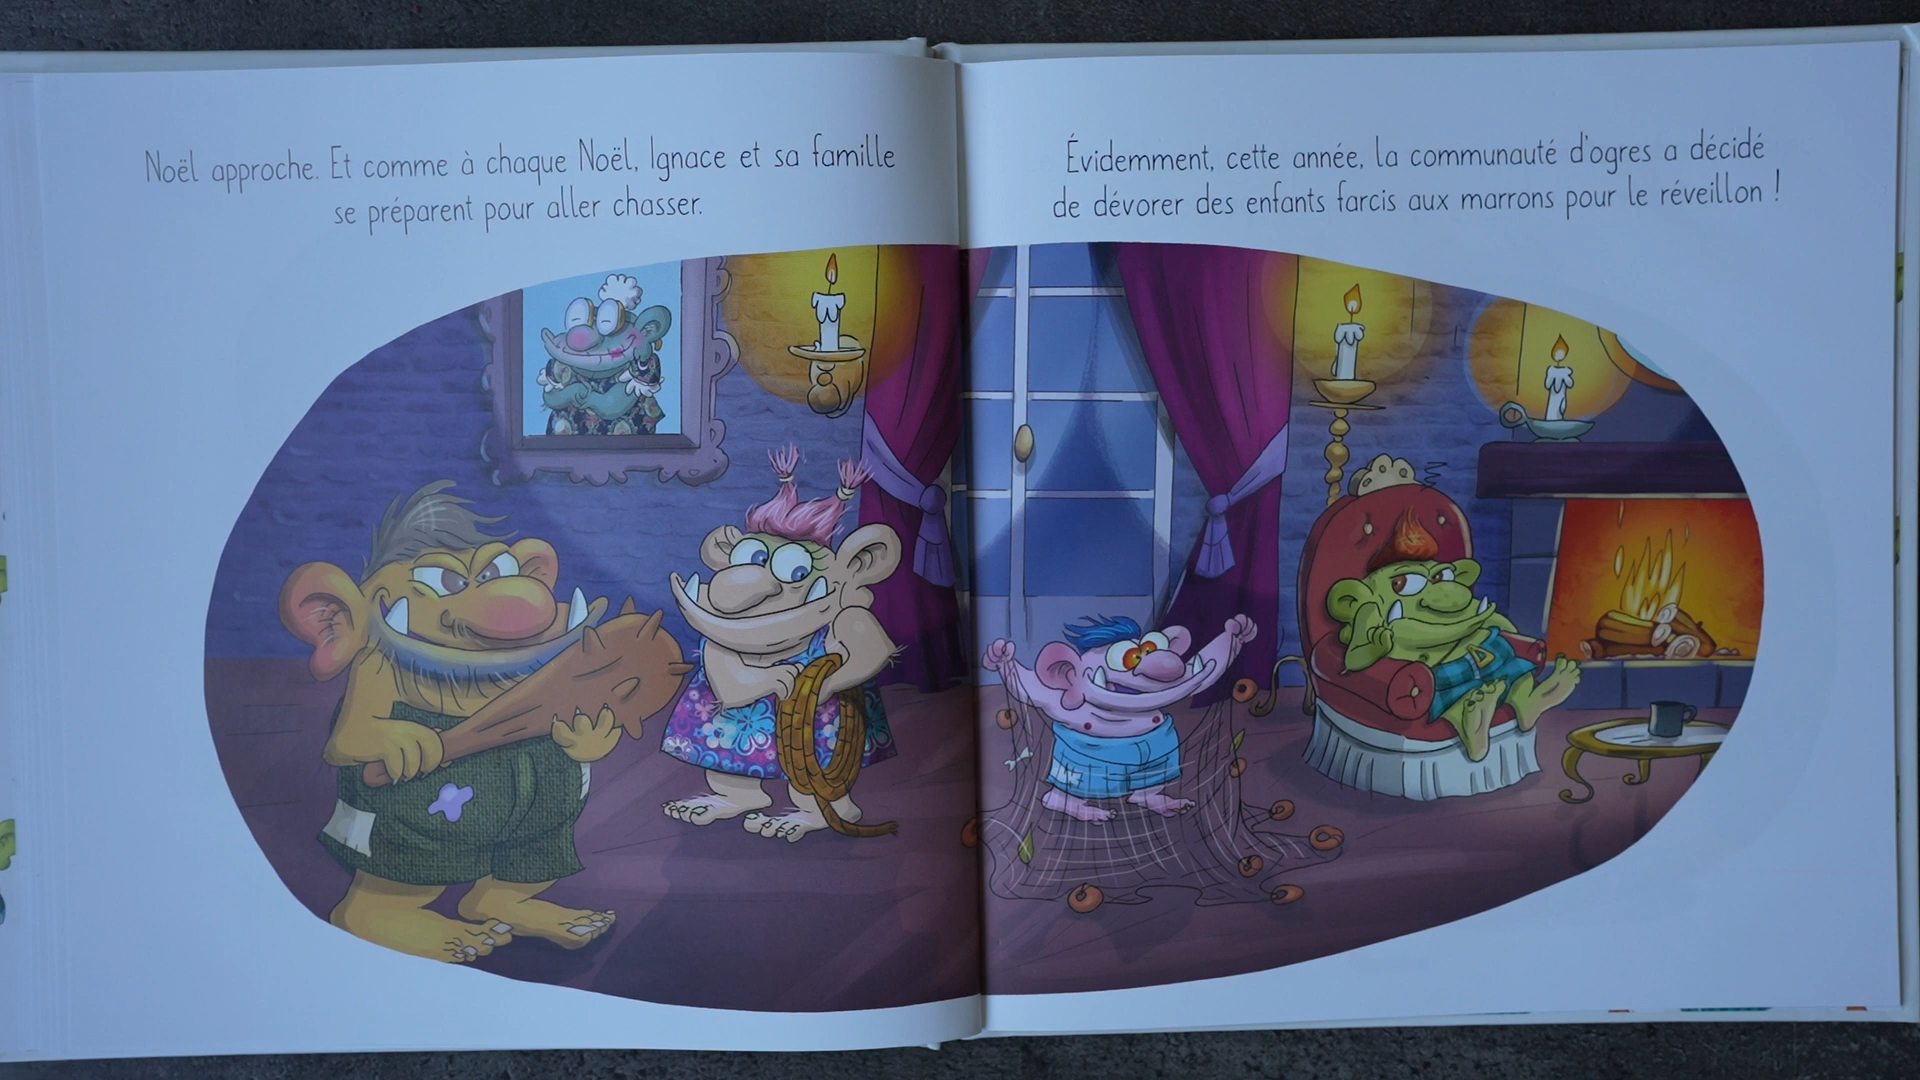 Noël approche. Et comme à chaque Noël, Ignace et sa famille
se préparent pour aller chasser.
Évidemment, cette année, la communauté d'ogres a décidé
de dévorer des enfants farcis aux marrons pour le réveillon !